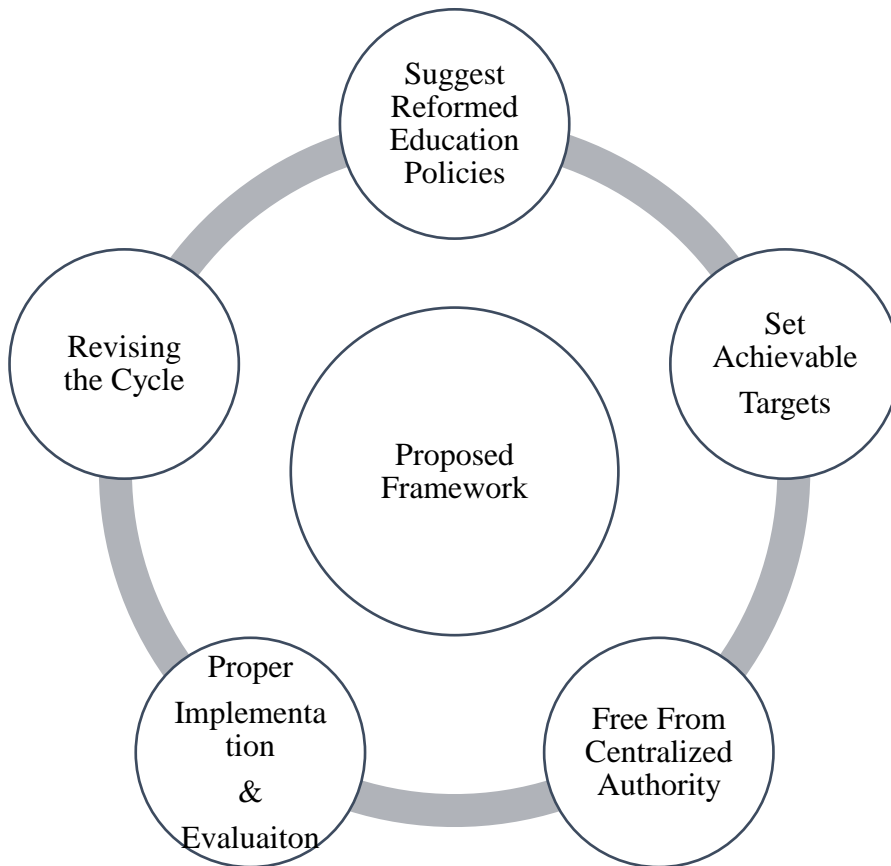 Suggest
Reformed
Education
Policies
Set
Achievable
Targets
Free From
Centralized
Authority
Proper
Implementa
tion
&
Evaluaiton
Revising
the Cycle
Proposed
Framework